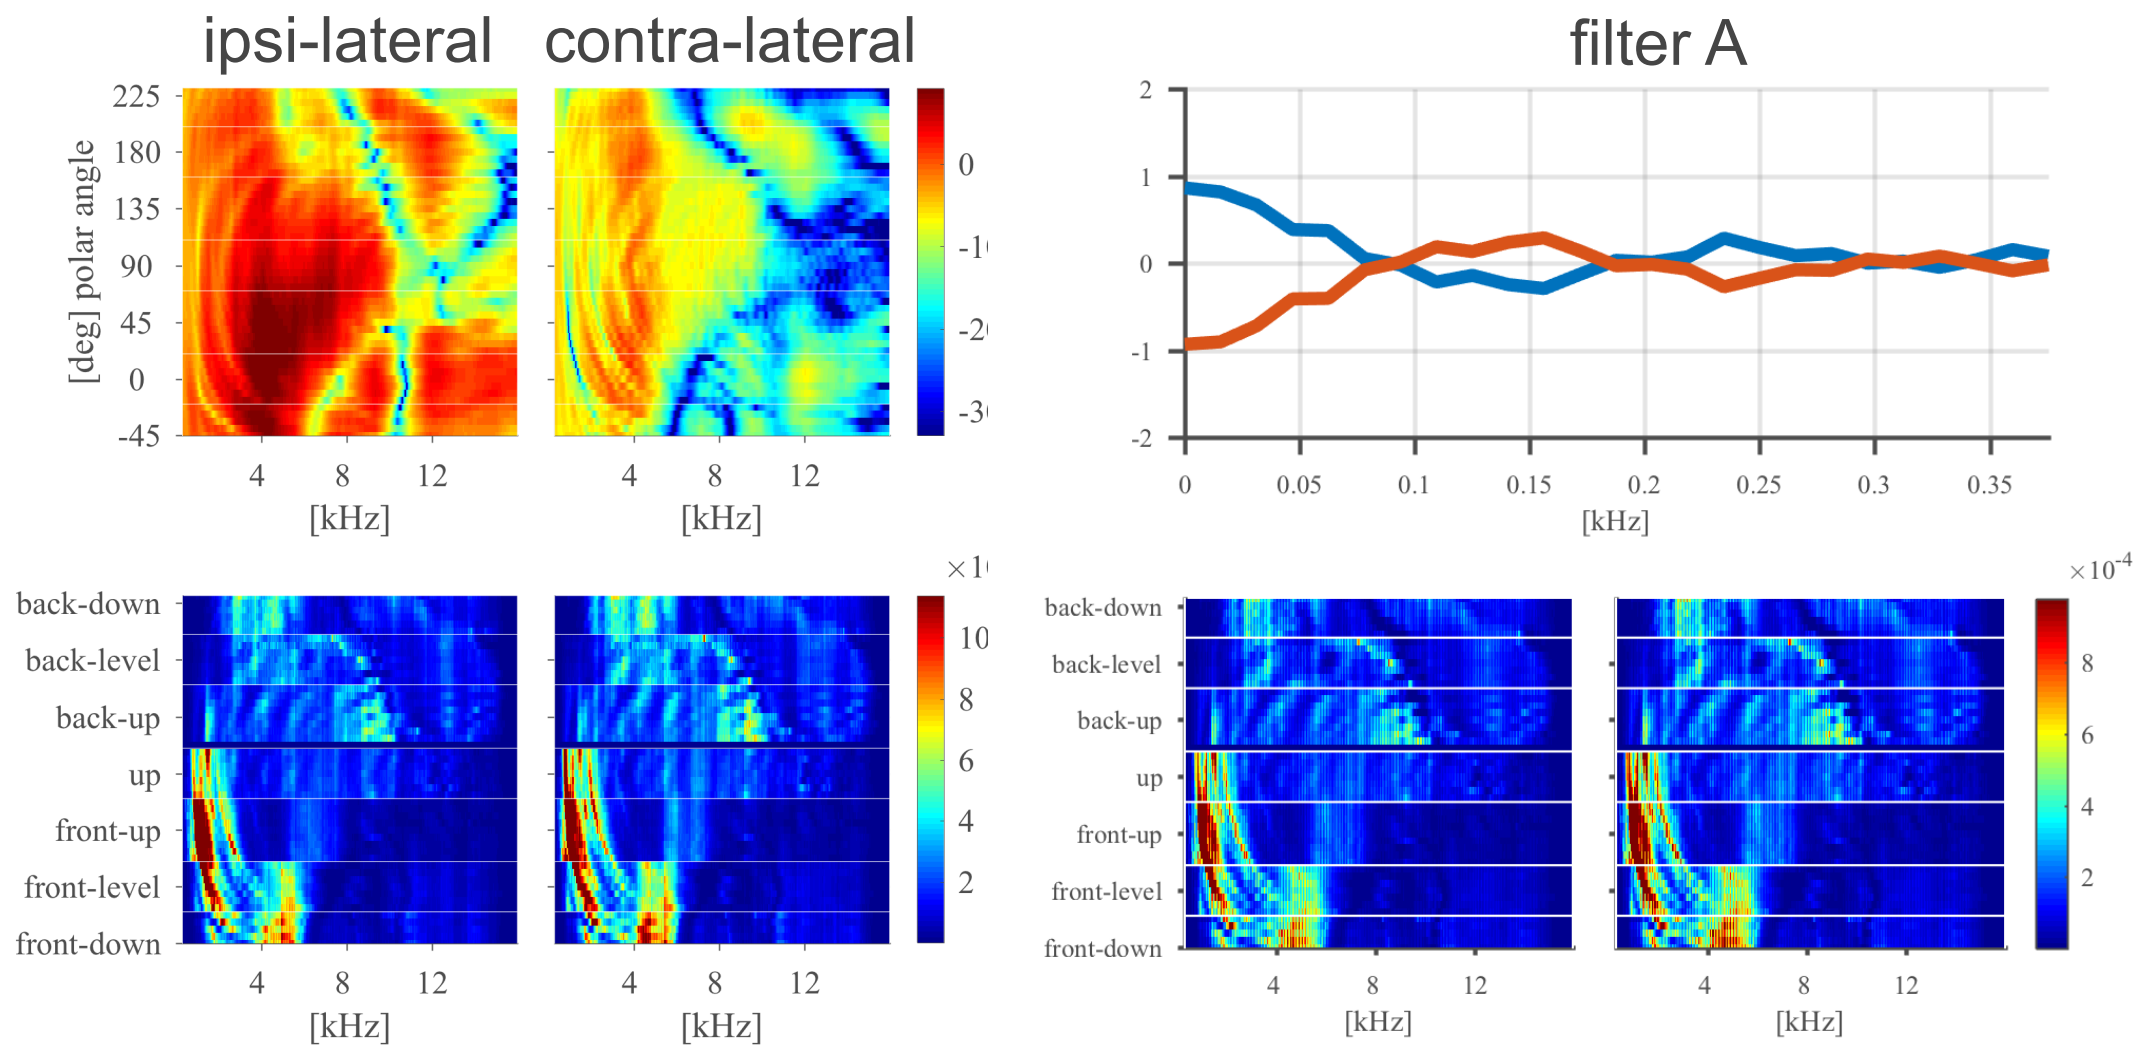 ipsi-lateral contra-lateral
225
180
135
90
45
0
-45
[deg] polar angle
4 8 12
[kHz]
4 8 12
[kHz]
0
-10
-20
-30
filter A
2
1
0
-1
-2
0 0.05 0.1 0.15 0.2 0.25 0.3 0.35
[kHz]
back-down
back-level
back-up
up
front-up
front-level
front-down
4 8 12
[kHz]
4 8 12
[kHz]
×10
10
8
6
4
2
back-down
back-level
back-up
up
front-up
front-level
front-down
4 8 12
[kHz]
4 8 12
[kHz]
×10-4
8
6
4
2